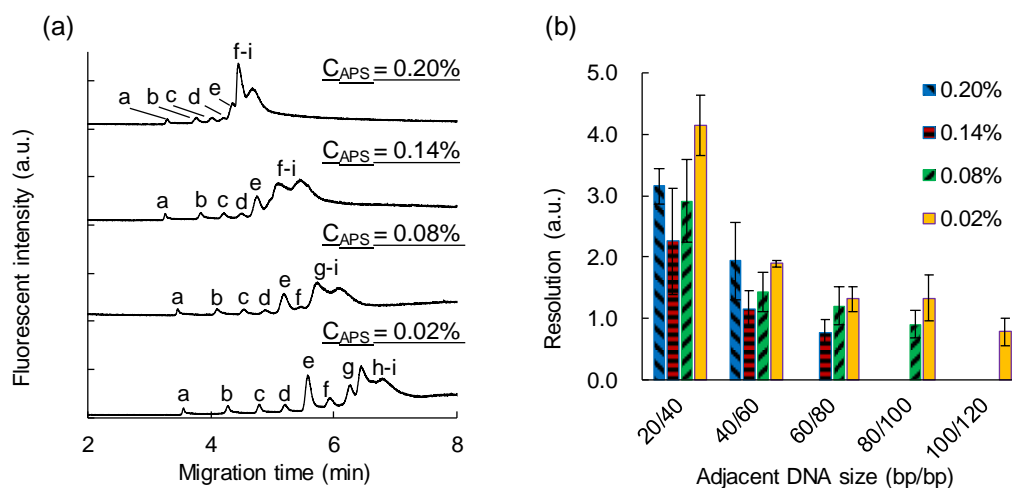 (a)
f-i
C_APS = 0.20%
a b c d e
f-i
C_APS = 0.14%
a b c d e
g-i
C_APS = 0.08%
a b c d e f
C_APS = 0.02%
a b c d e f g h-i
2 4 6 8
Migration time (min)
Fluorescent intensity (a.u.)
(b)
5.0
4.0
3.0
2.0
1.0
0.0
Resolution (a.u.)
0.20%
0.14%
0.08%
0.02%
20/40
40/60
60/80
80/100
100/120
Adjacent DNA size (bp/bp)